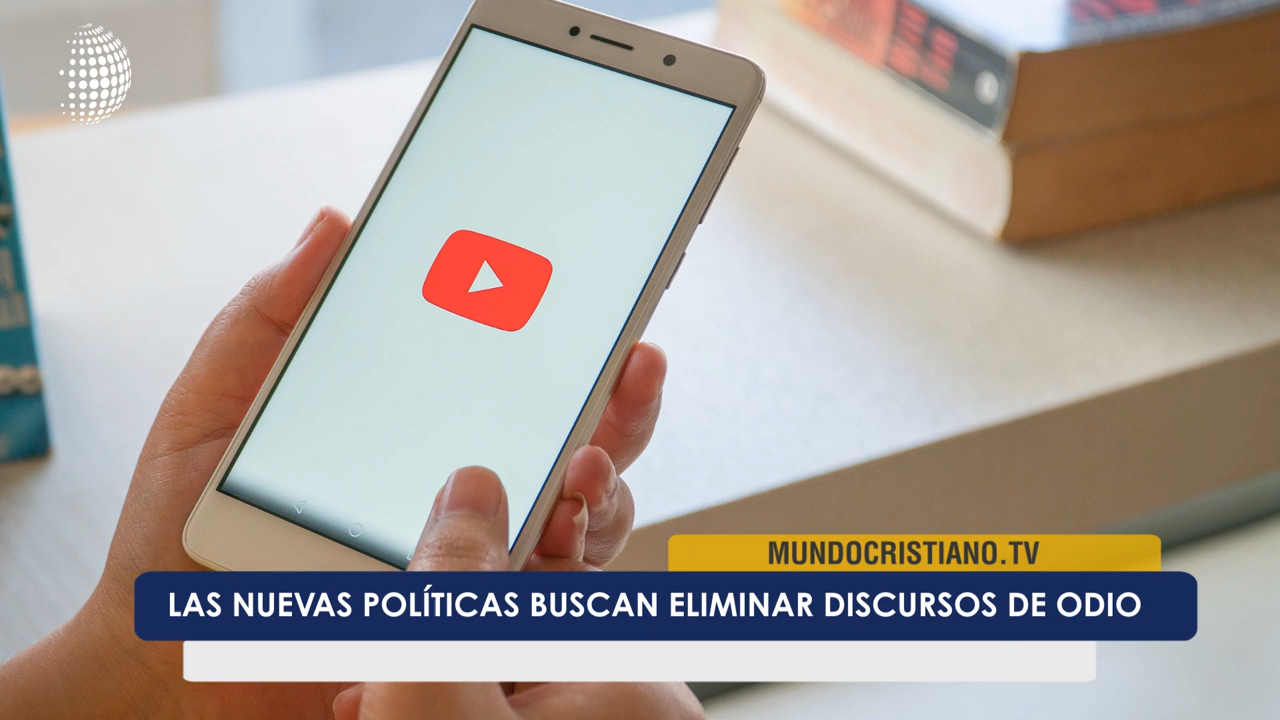 MUNDOCRISTIANO.TV
LAS NUEVAS POLÍTICAS BUSCAN ELIMINAR DISCURSOS DE ODIO